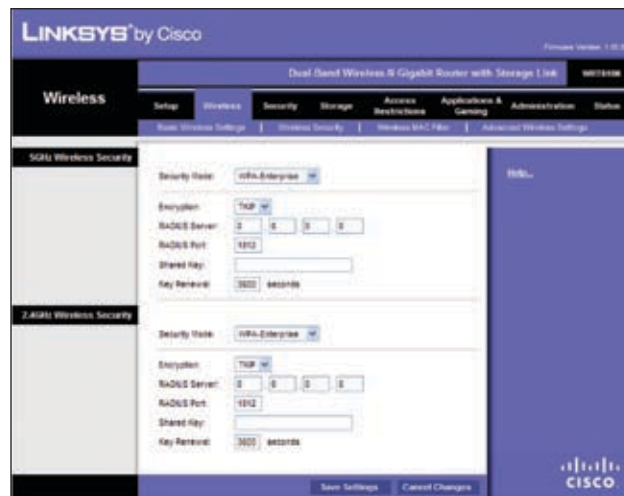 LINKSYS® by Cisco
Firmware Version:
Dual-Band Wireless-N Gigabit Router with Storage Link
Wireless
Setup
Wireless
Security
Storage
Access Restrictions
Applications & Gaming
Administration
Status
Basic Wireless Settings | Wireless Security | Wireless MAC Filter | Advanced Wireless Settings
5GHz Wireless Security
Help...
Security Mode: WPA-Enterprise
Encryption: TKIP
RADIUS Server: 0 . 0 . 0 . 0
RADIUS Port: 1812
Shared Key:
Key Renewal: 3600 seconds
2.4GHz Wireless Security
Security Mode: WPA-Enterprise
Encryption: TKIP
RADIUS Server: 0 . 0 . 0 . 0
RADIUS Port: 1812
Shared Key:
Key Renewal: 3600 seconds
Save Settings
Cancel Changes
CISCO